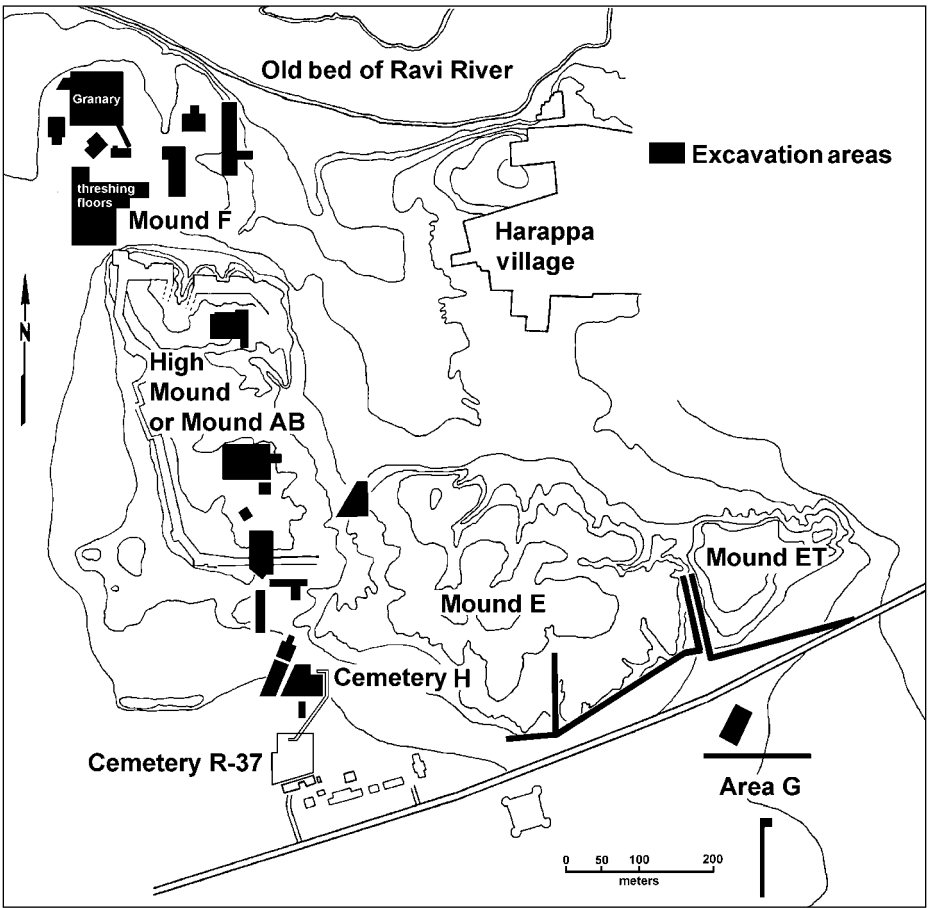 Old bed of Ravi River
Granary
Excavation areas
threshing
floors
Mound F
Harappa
village
N
High
Mound
or Mound AB
Mound ET
Mound E
Cemetery H
Cemetery R-37
Area G
0 50 100 200
meters